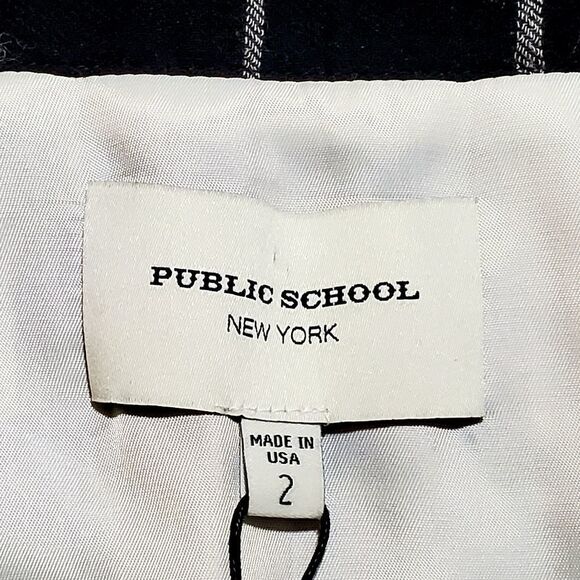 PUBLIC SCHOOL
NEW YORK
MADE IN
USA
2